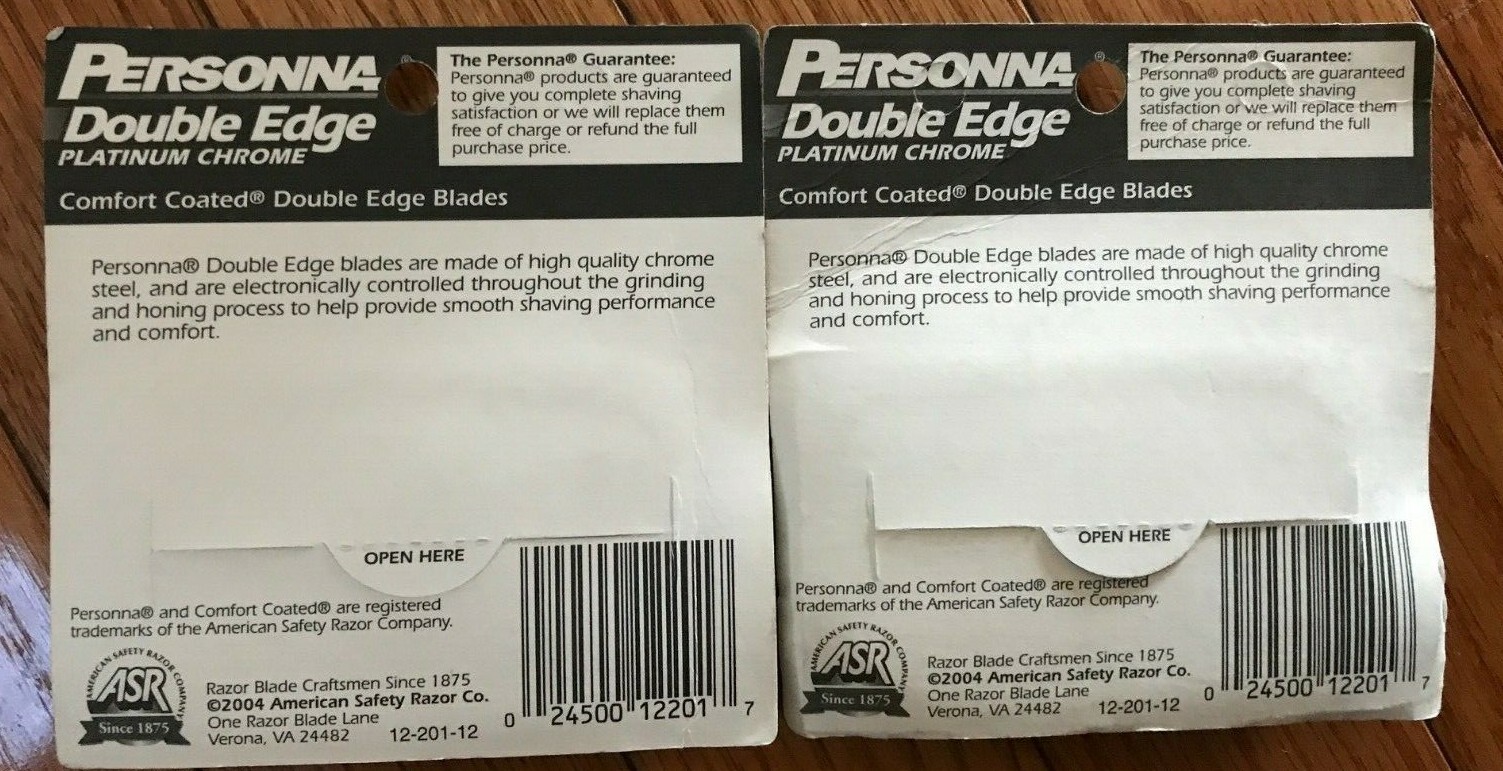 PERSONNA®
Double Edge
PLATINUM CHROME
The Personna® Guarantee:
Personna® products are guaranteed
to give you complete shaving
satisfaction or we will replace them
free of charge or refund the full
purchase price.
Comfort Coated® Double Edge Blades
Personna® Double Edge blades are made of high quality chrome
steel, and are electronically controlled throughout the grinding
and honing process to help provide smooth shaving performance
and comfort.
OPEN HERE
Personna® and Comfort Coated® are registered
trademarks of the American Safety Razor Company.
AMERICAN SAFETY RAZOR COMPANY
ASR
Since 1875
Razor Blade Craftsmen Since 1875
©2004 American Safety Razor Co.
One Razor Blade Lane
Verona, VA 24482 12-201-12
0 24500 12201 7
PERSONNA®
Double Edge
PLATINUM CHROME
The Personna® Guarantee:
Personna® products are guaranteed
to give you complete shaving
satisfaction or we will replace them
free of charge or refund the full
purchase price.
Comfort Coated® Double Edge Blades
Personna® Double Edge blades are made of high quality chrome
steel, and are electronically controlled throughout the grinding
and honing process to help provide smooth shaving performance
and comfort.
OPEN HERE
Personna® and Comfort Coated® are registered
trademarks of the American Safety Razor Company.
AMERICAN SAFETY RAZOR COMPANY
ASR
Since 1875
Razor Blade Craftsmen Since 1875
©2004 American Safety Razor Co.
One Razor Blade Lane
Verona, VA 24482 12-201-12
0 24500 12201 7